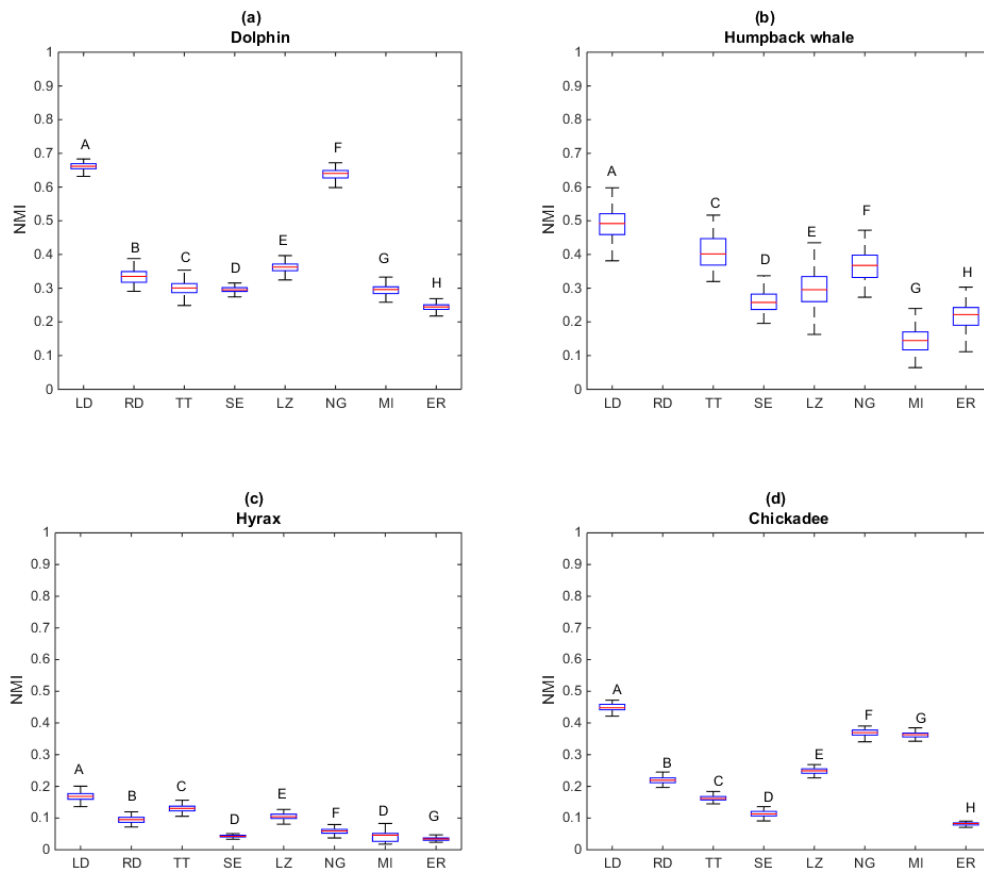 (a)
Dolphin
1
0.9
0.8
0.7
0.6
0.5
0.4
0.3
0.2
0.1
0
NMI
A
B
C
D
E
F
G
H
LD RD TT SE LZ NG MI ER
(b)
Humpback whale
1
0.9
0.8
0.7
0.6
0.5
0.4
0.3
0.2
0.1
0
NMI
A
C
D
E
F
G
H
LD RD TT SE LZ NG MI ER
(c)
Hyrax
1
0.9
0.8
0.7
0.6
0.5
0.4
0.3
0.2
0.1
0
NMI
A
B
C
D
E
F
D
G
LD RD TT SE LZ NG MI ER
(d)
Chickadee
1
0.9
0.8
0.7
0.6
0.5
0.4
0.3
0.2
0.1
0
NMI
A
B
C
D
E
F
G
H
LD RD TT SE LZ NG MI ER